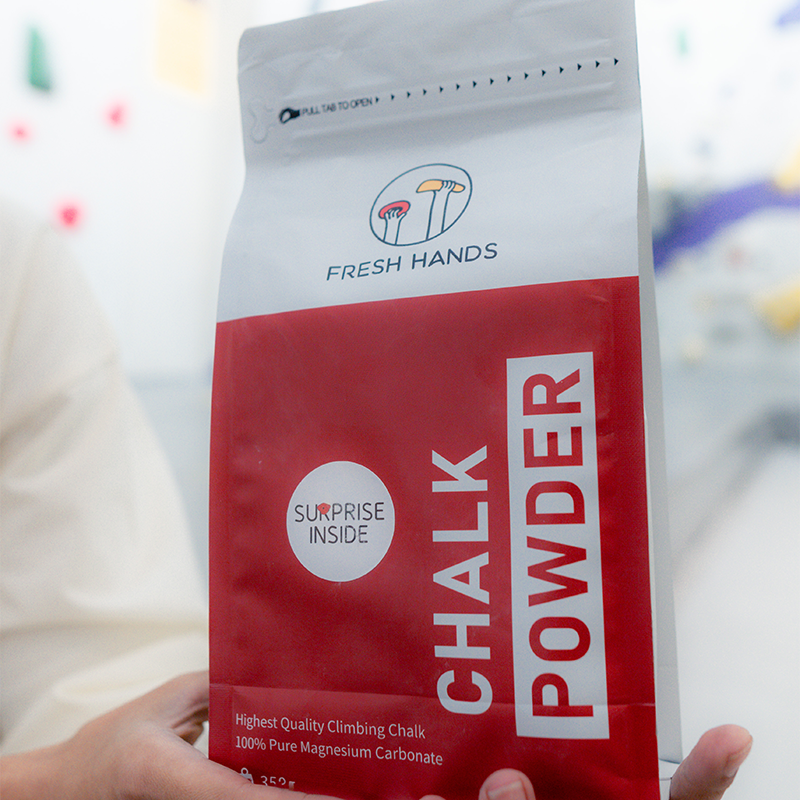 PULL TAB TO OPEN
FRESH HANDS
SURPRISE
INSIDE
CHALK
POWDER
Highest Quality Climbing Chalk
100% Pure Magnesium Carbonate